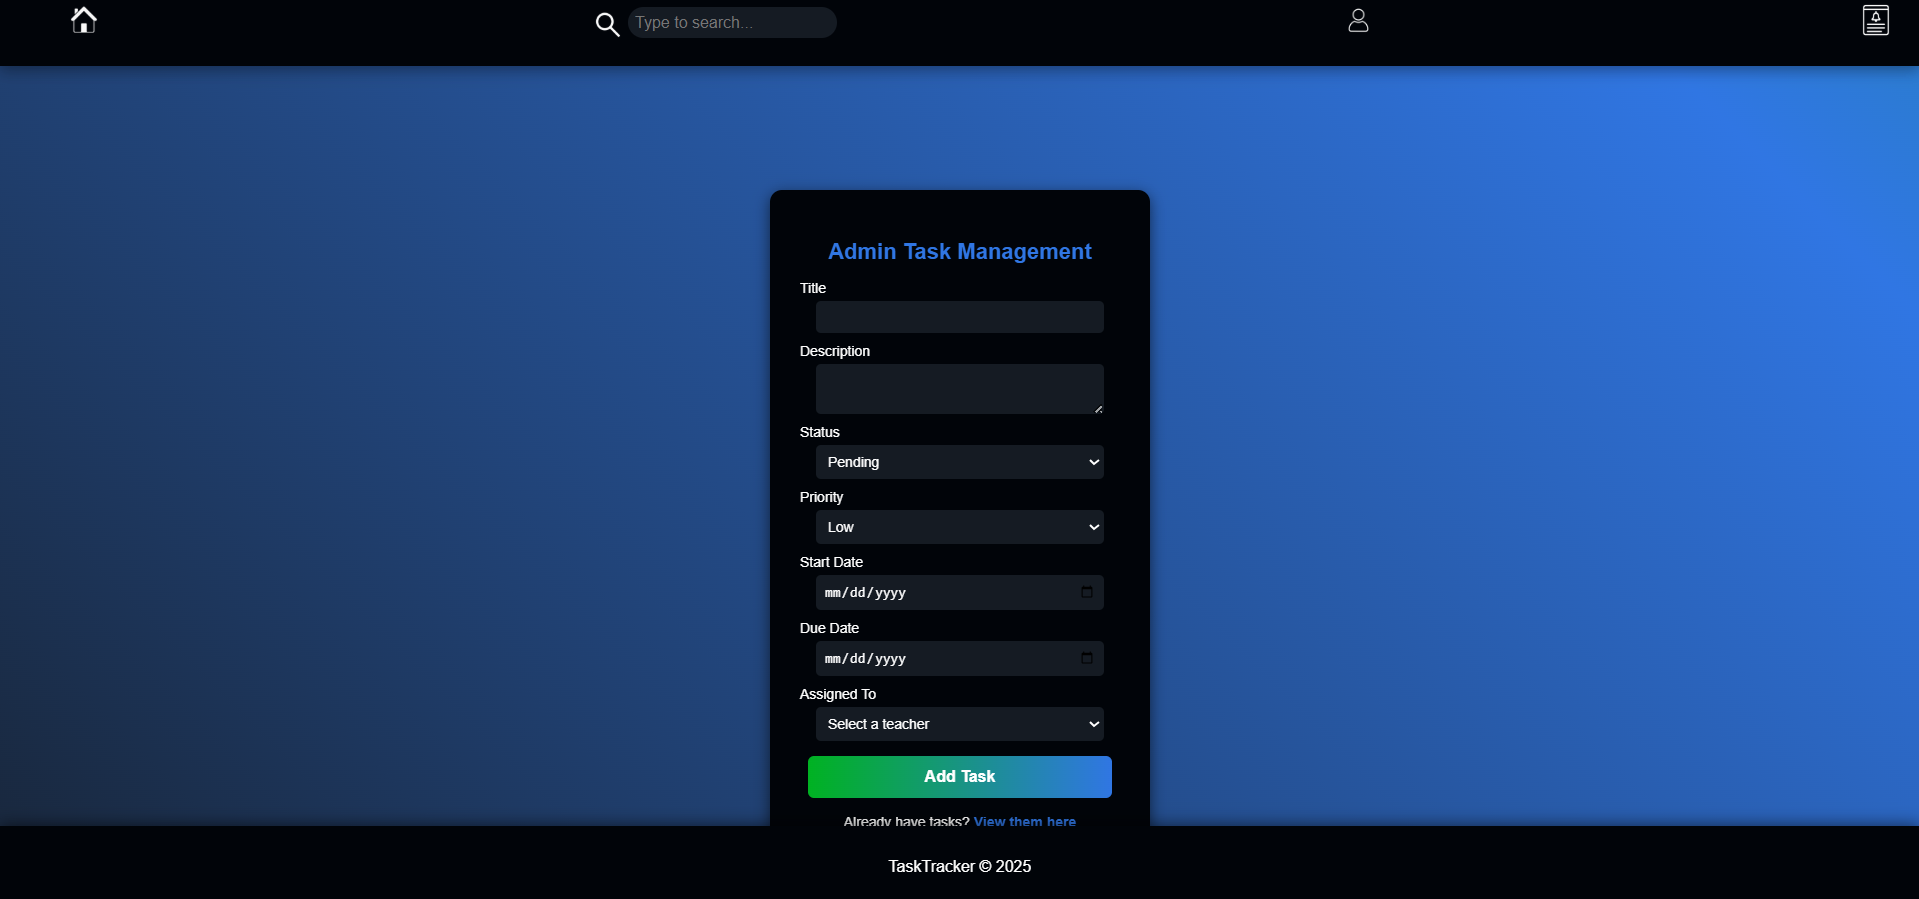 Type to search...
Admin Task Management
Title
Description
Status
Pending
Priority
Low
Start Date
mm/dd/yyyy
Due Date
mm/dd/yyyy
Assigned To
Select a teacher
Add Task
Already have tasks? View them here
TaskTracker © 2025